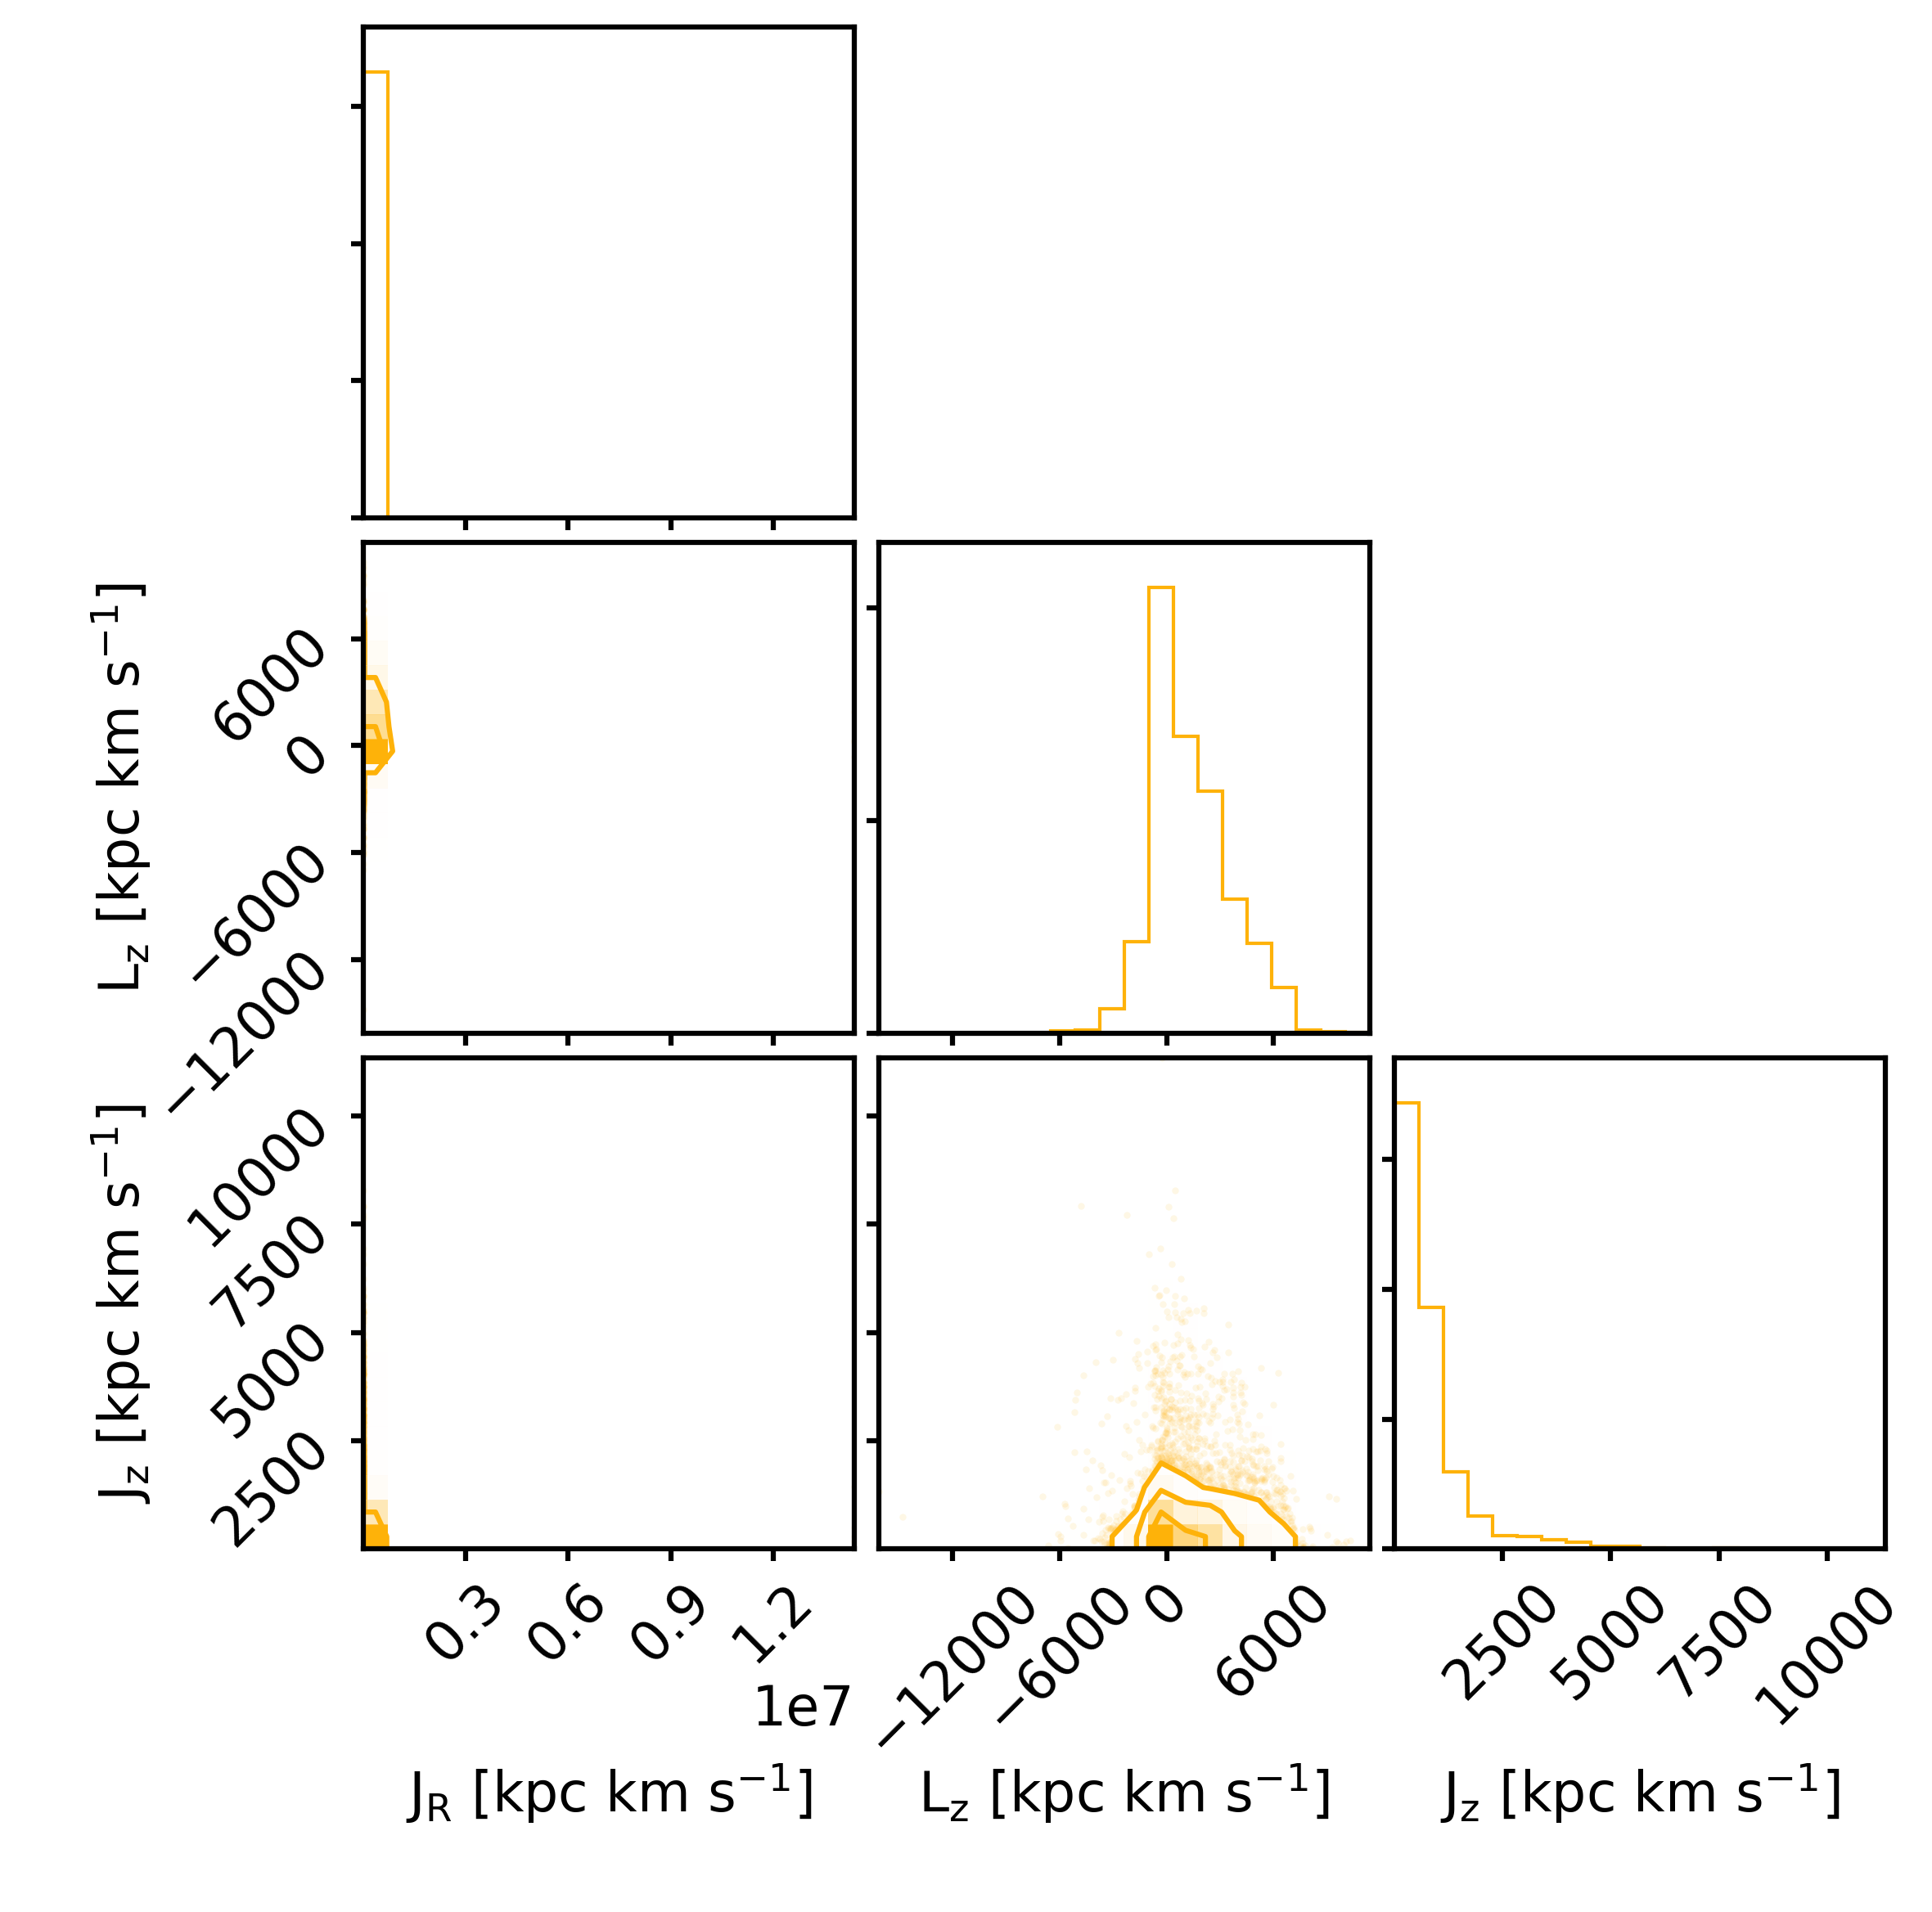 L_z [kpc km s⁻¹]
6000
0
−6000
−12000
J_z [kpc km s⁻¹]
10000
7500
5000
2500
0.3 0.6 0.9 1.2
1e7
J_R [kpc km s⁻¹]
−12000 −6000 0 6000
L_z [kpc km s⁻¹]
2500 5000 7500 10000
J_z [kpc km s⁻¹]